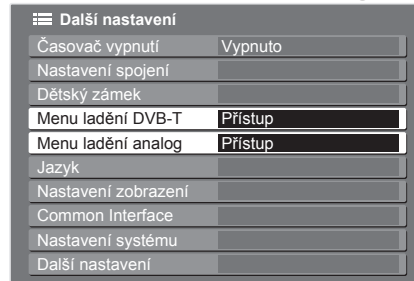 Další nastavení
Časovač vypnutí Vypnuto
Nastavení spojení
Dětský zámek
Menu ladění DVB-T Přístup
Menu ladění analog Přístup
Jazyk
Nastavení zobrazení
Common Interface
Nastavení systému
Další nastavení